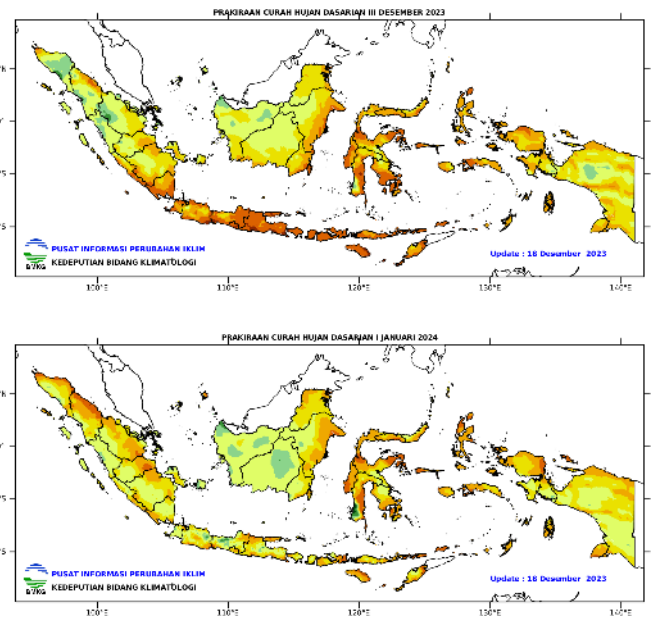 PRAKIRAAN CURAH HUJAN DASARIAN III DESEMBER 2023
PUSAT INFORMASI PERUBAHAN IKLIM
KEDEPUTIAN BIDANG KLIMATOLOGI
BMKG
Update : 18 Desember 2023
100°E 110°E 120°E 130°E 140°E
PRAKIRAAN CURAH HUJAN DASARIAN I JANUARI 2024
PUSAT INFORMASI PERUBAHAN IKLIM
KEDEPUTIAN BIDANG KLIMATOLOGI
BMKG
Update : 18 Desember 2023
100°E 110°E 120°E 130°E 140°E